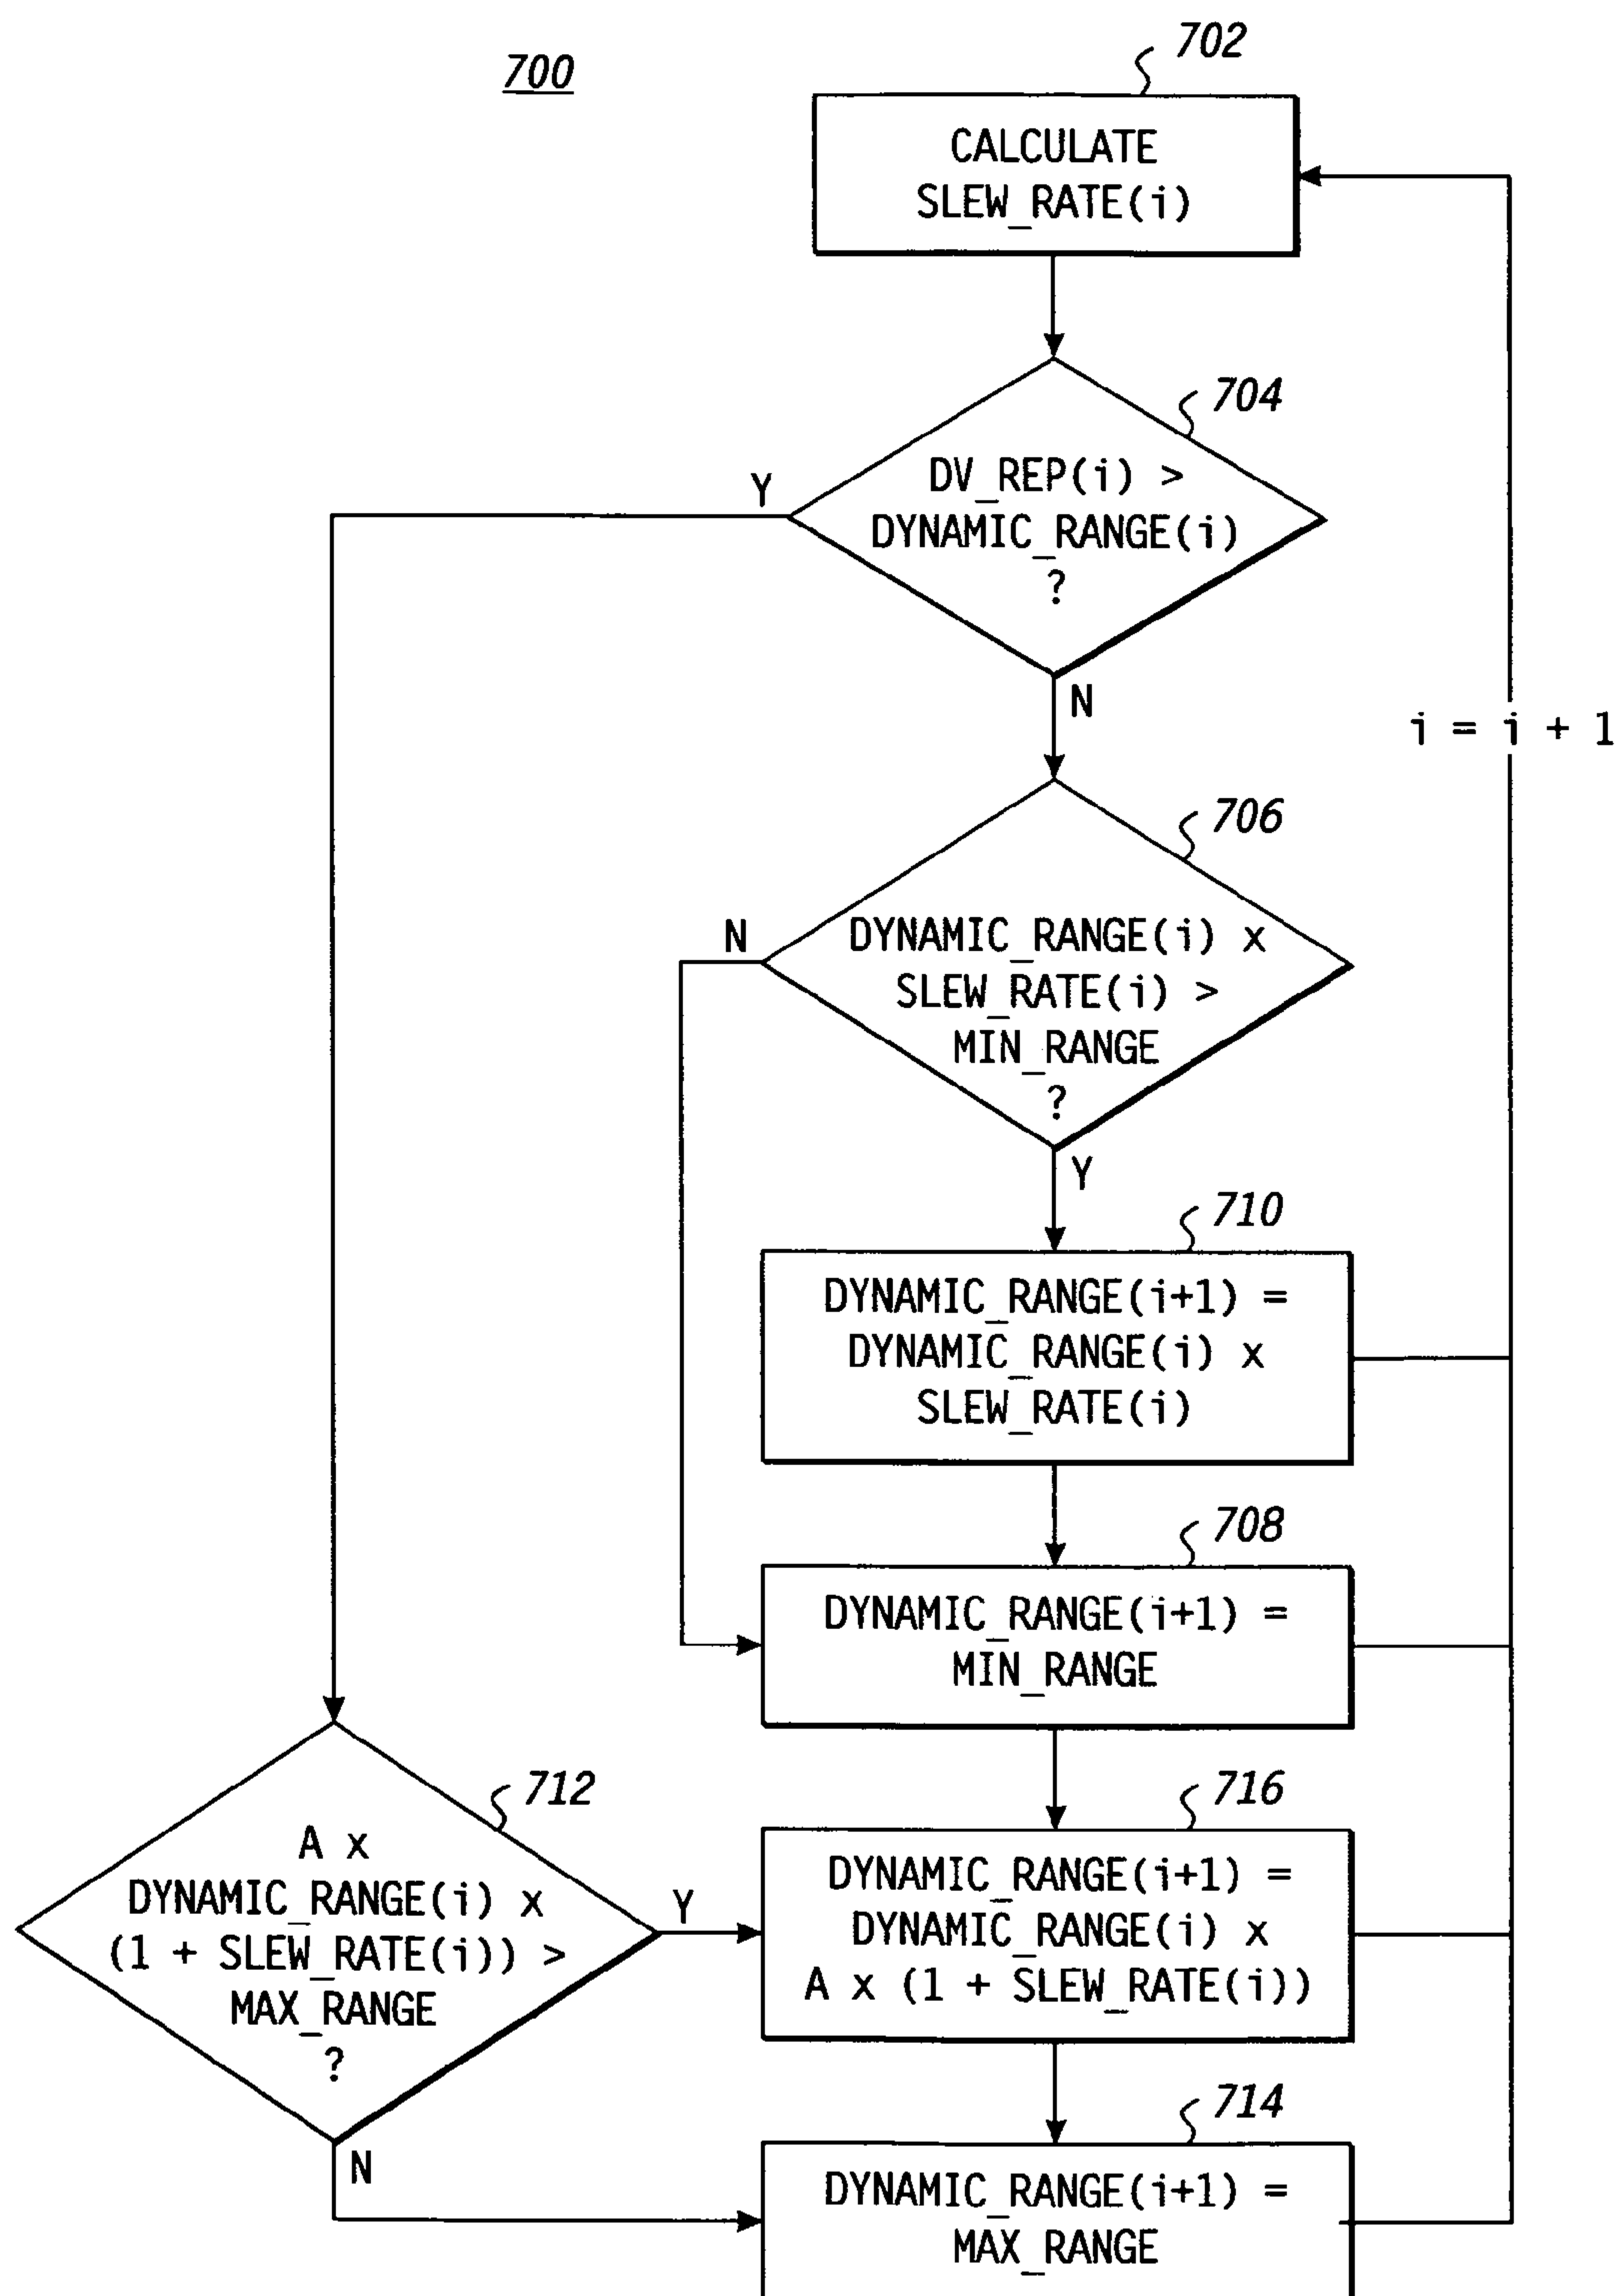 700
702
CALCULATE
SLEW_RATE(i)
704
Y
DV_REP(i) >
DYNAMIC_RANGE(i)
?
N
i = i + 1
706
N
DYNAMIC_RANGE(i) x
SLEW_RATE(i) >
MIN_RANGE
?
Y
710
DYNAMIC_RANGE(i+1) =
DYNAMIC_RANGE(i) x
SLEW_RATE(i)
708
DYNAMIC_RANGE(i+1) =
MIN_RANGE
712
A x
DYNAMIC_RANGE(i) x
(1 + SLEW_RATE(i)) >
MAX_RANGE
?
Y
N
716
DYNAMIC_RANGE(i+1) =
DYNAMIC_RANGE(i) x
A x (1 + SLEW_RATE(i))
714
DYNAMIC_RANGE(i+1) =
MAX_RANGE